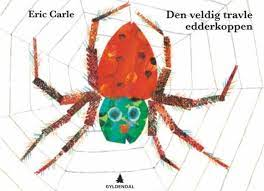 Eric Carle
Den veldig travle
edderkoppen
GYLDENDAL